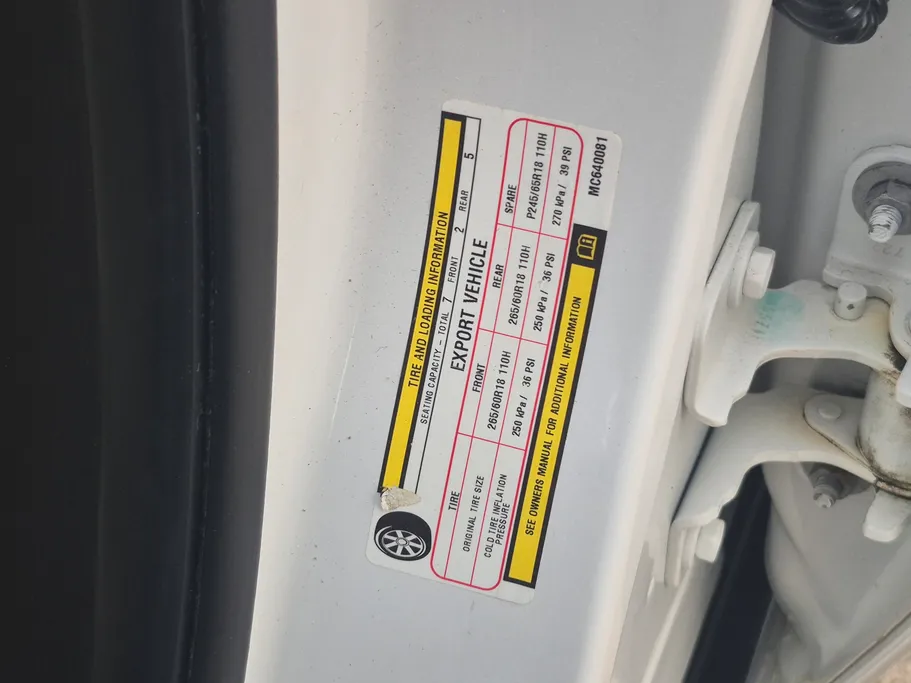 TIRE AND LOADING INFORMATION
SEATING CAPACITY – TOTAL 7 FRONT 2 REAR 5
EXPORT VEHICLE
TIRE FRONT REAR SPARE
ORIGINAL TIRE SIZE 265/60R18 110H 265/60R18 110H P245/65R18 110H
COLD TIRE INFLATION
PRESSURE 250 kPa / 36 PSI 250 kPa / 36 PSI 270 kPa / 39 PSI
SEE OWNERS MANUAL FOR ADDITIONAL INFORMATION
MC640081